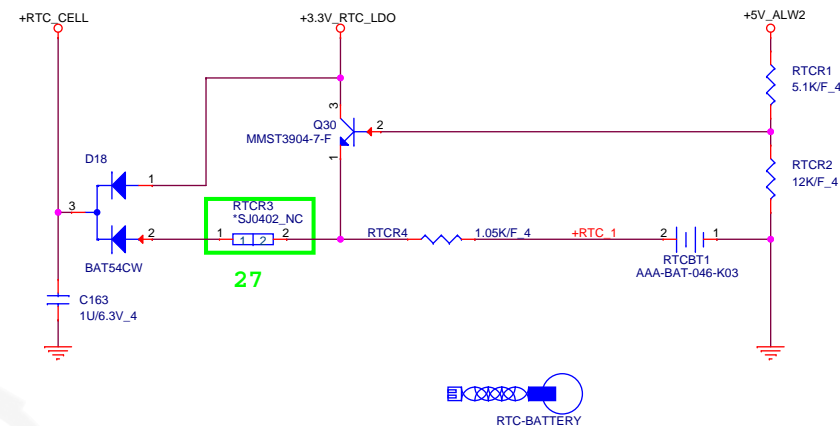 +RTC_CELL
+3.3V_RTC_LDO
+5V_ALW2
RTCR1
5.1K/F_4
3
Q30
MMST3904-7-F
2
1
D18
1
RTCR2
12K/F_4
3
RTCR3
*SJ0402_NC
2
1
1 2
2
RTCR4
1.05K/F_4
+RTC_1
2
1
RTCBT1
AAA-BAT-046-K03
BAT54CW
27
C163
1U/6.3V_4
RTC-BATTERY